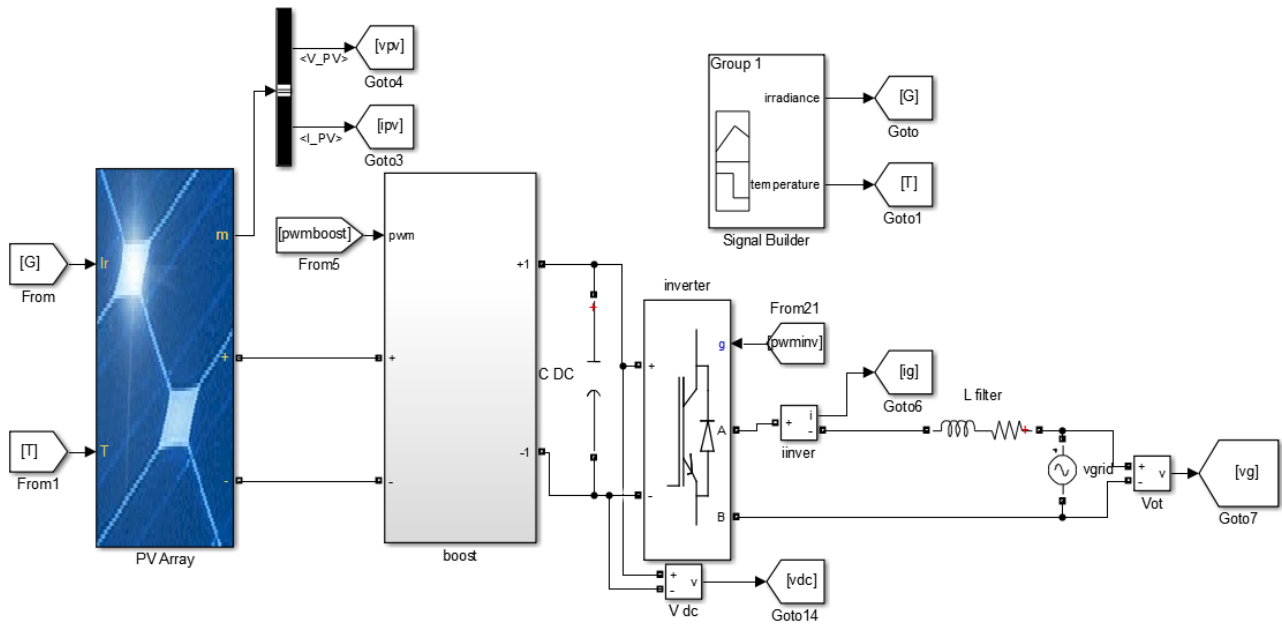 [vpv]
<V_PV>
Goto4
[ipv]
<I_PV>
Goto3
Group 1
irradiance
temperature
Signal Builder
[G]
Goto
[T]
Goto1
[G]
From
[T]
From1
Ir
T
m
+
-
PV Array
[pwmboost]
From5
pwm
+
-
+1
-1
boost
C DC
+
inverter
+
-
g
A
B
From21
[pwminv]
+
-
i
iinver
[ig]
Goto6
L filter
+
vgrid
+
-
v
Vot
[vg]
Goto7
+
-
v
V dc
[vdc]
Goto14